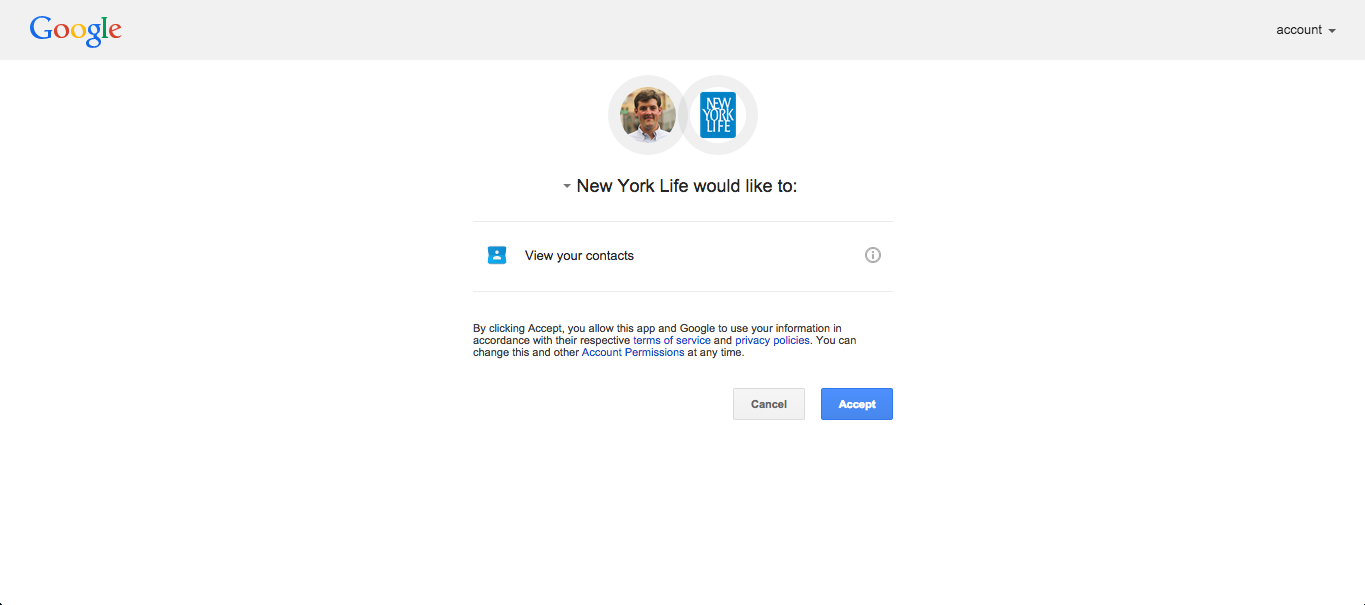 Google
account
NEW
YORK
LIFE
New York Life would like to:
View your contacts
By clicking Accept, you allow this app and Google to use your information in
accordance with their respective terms of service and privacy policies. You can
change this and other Account Permissions at any time.
Cancel
Accept